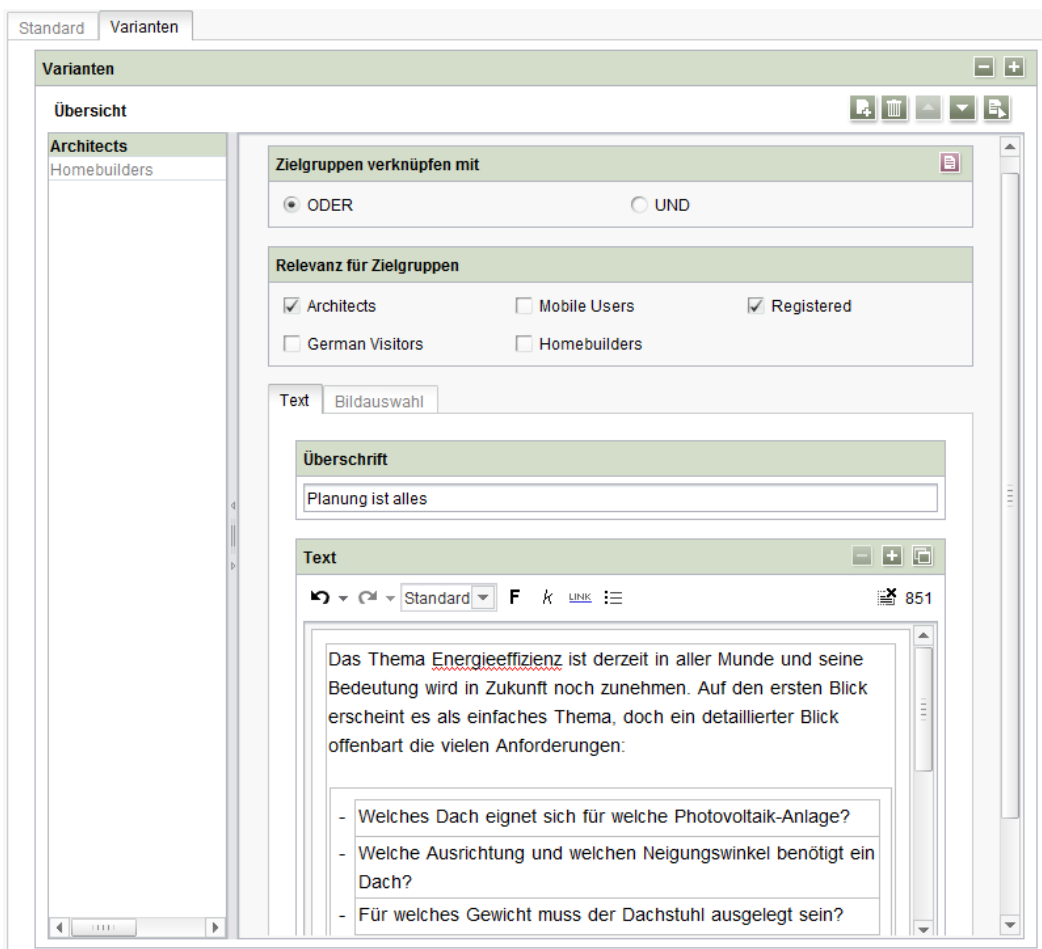 Standard Varianten
Varianten
Übersicht
Architects
Homebuilders
Zielgruppen verknüpfen mit
ODER UND
Relevanz für Zielgruppen
Architects Mobile Users Registered
German Visitors Homebuilders
Text Bildauswahl
Überschrift
Planung ist alles
Text
Standard F k LINK 851
Das Thema Energieeffizienz ist derzeit in aller Munde und seine
Bedeutung wird in Zukunft noch zunehmen. Auf den ersten Blick
erscheint es als einfaches Thema, doch ein detaillierter Blick
offenbart die vielen Anforderungen:
- Welches Dach eignet sich für welche Photovoltaik-Anlage?
- Welche Ausrichtung und welchen Neigungswinkel benötigt ein
Dach?
- Für welches Gewicht muss der Dachstuhl ausgelegt sein?